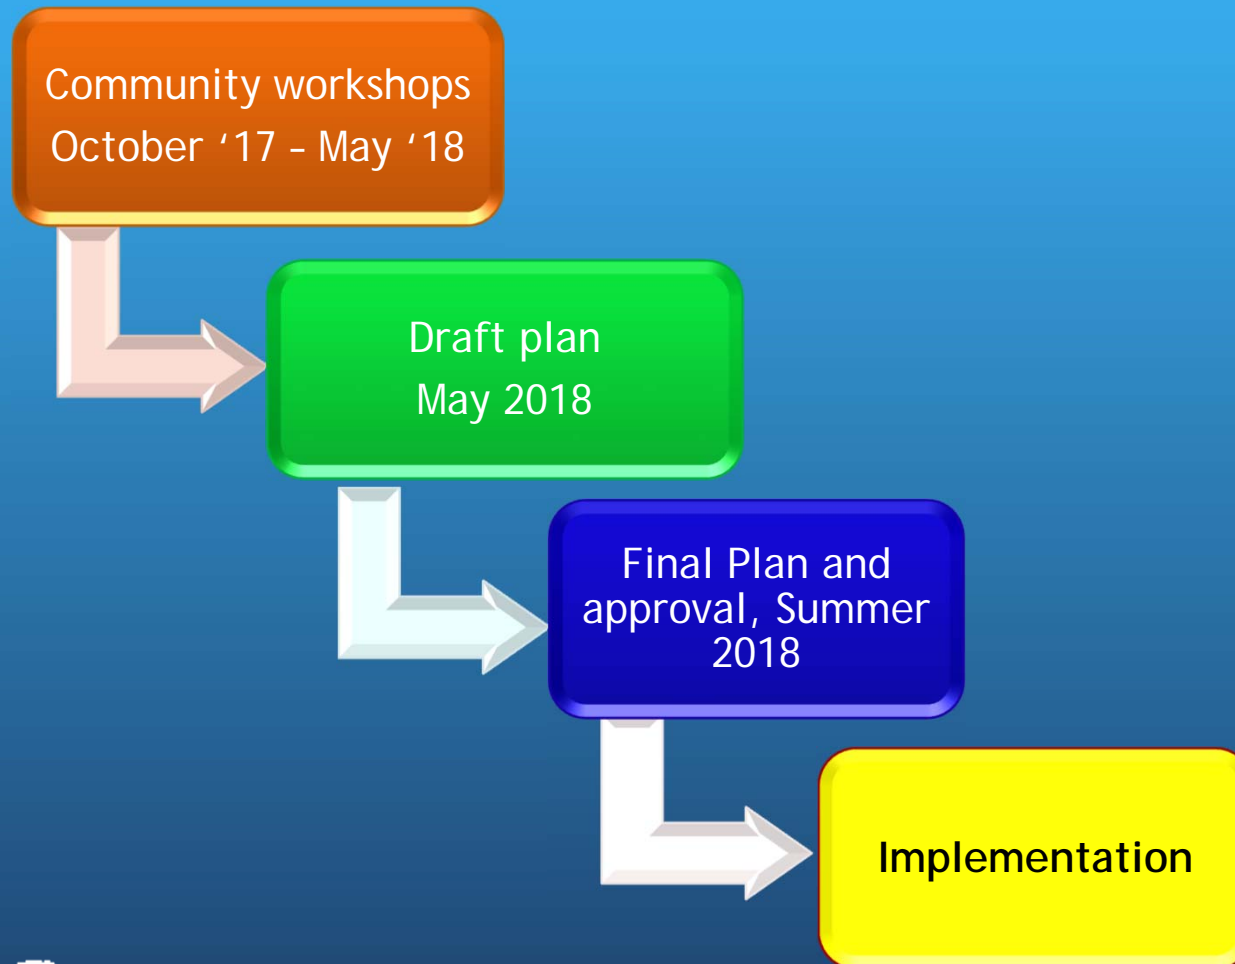 Community workshops
October ‘17 – May ‘18
Draft plan
May 2018
Final Plan and
approval, Summer
2018
Implementation